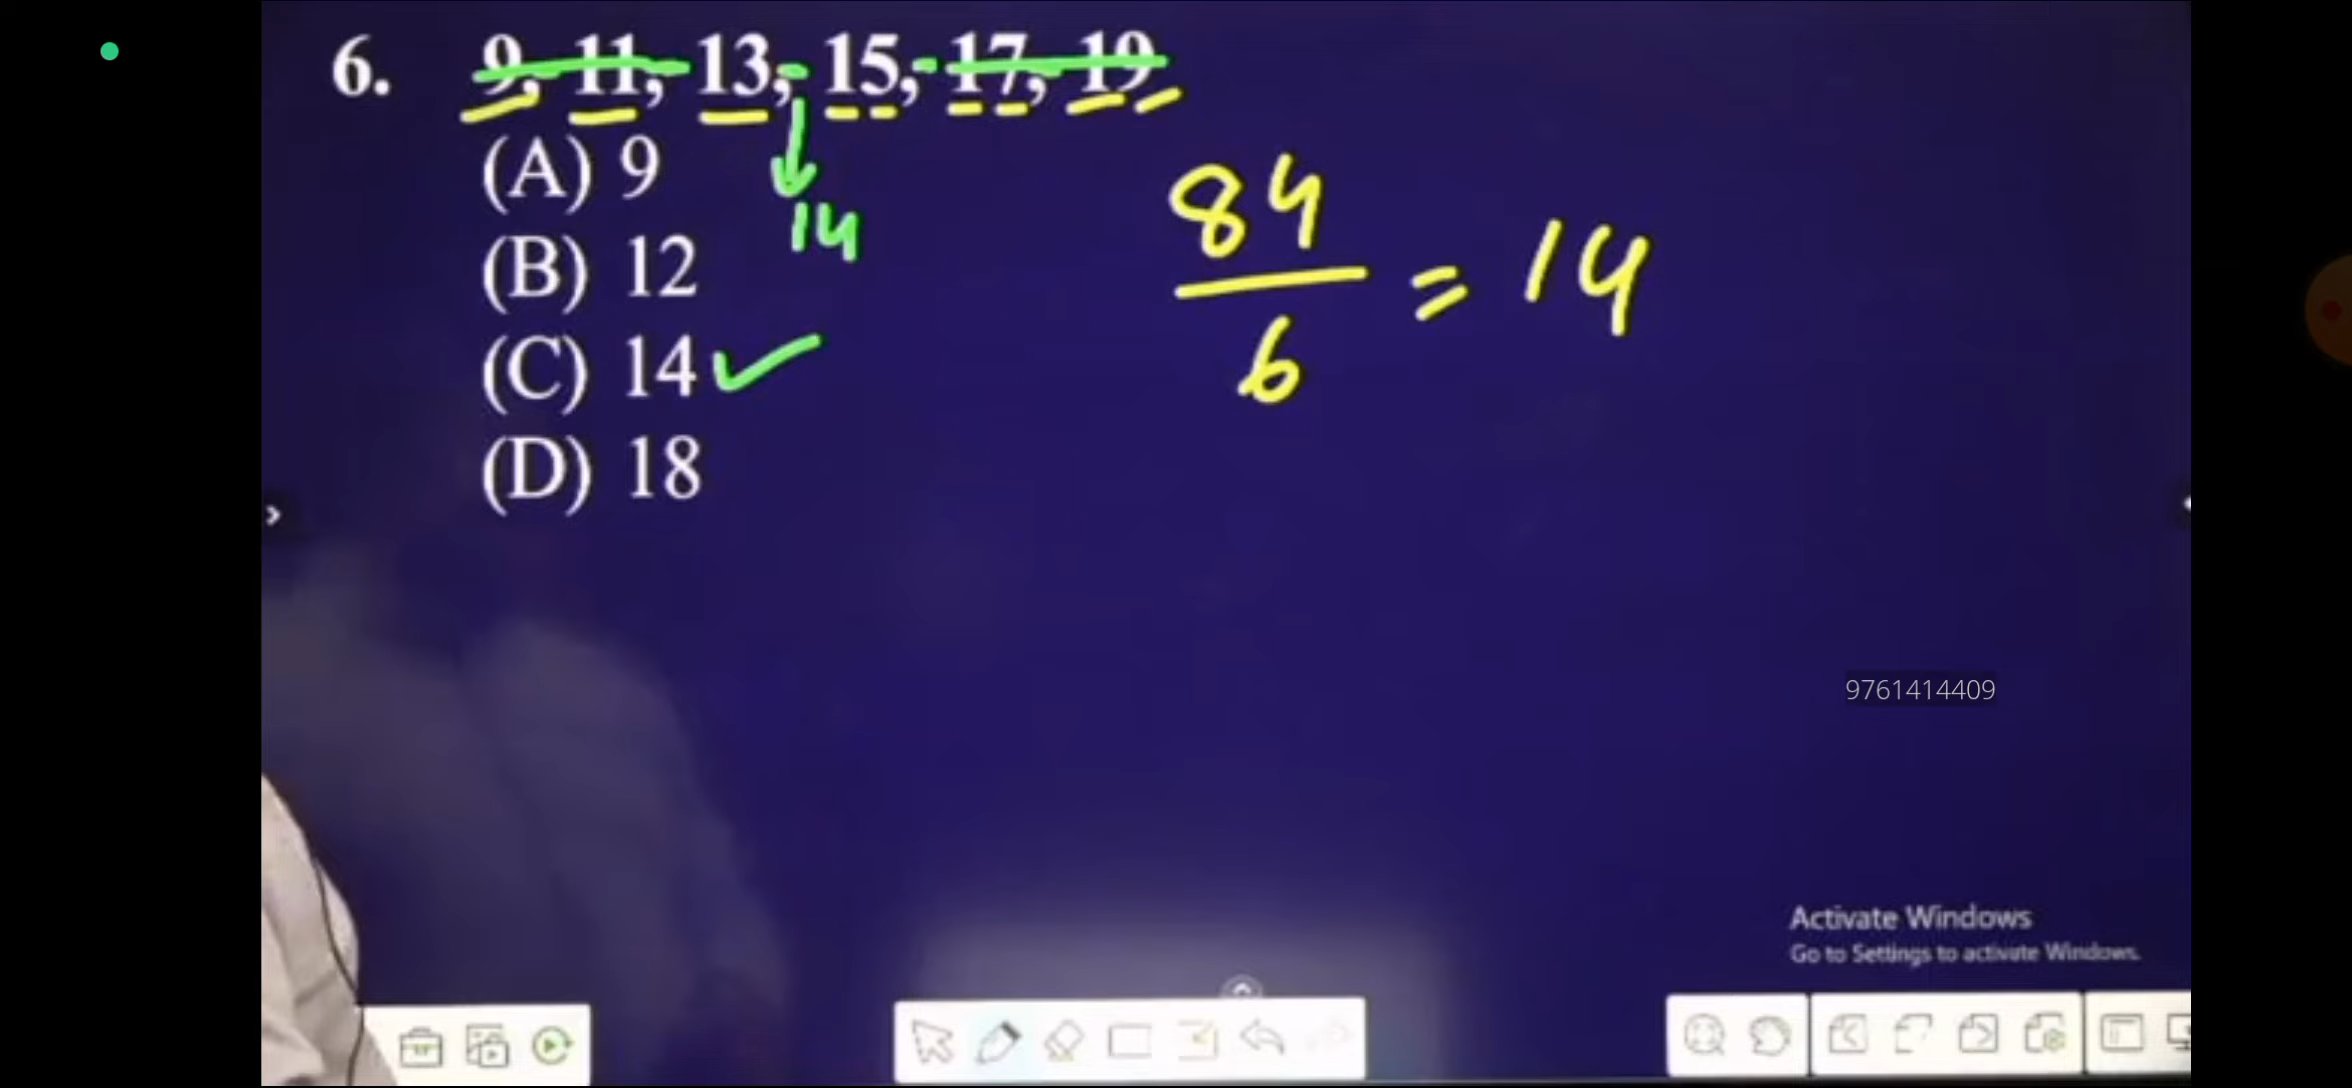 6. 9, 11, 13, 15, 17, 19
(A) 9
14
(B) 12
(C) 14
(D) 18
84
6
= 14
9761414409
Activate Windows
Go to Settings to activate Windows.